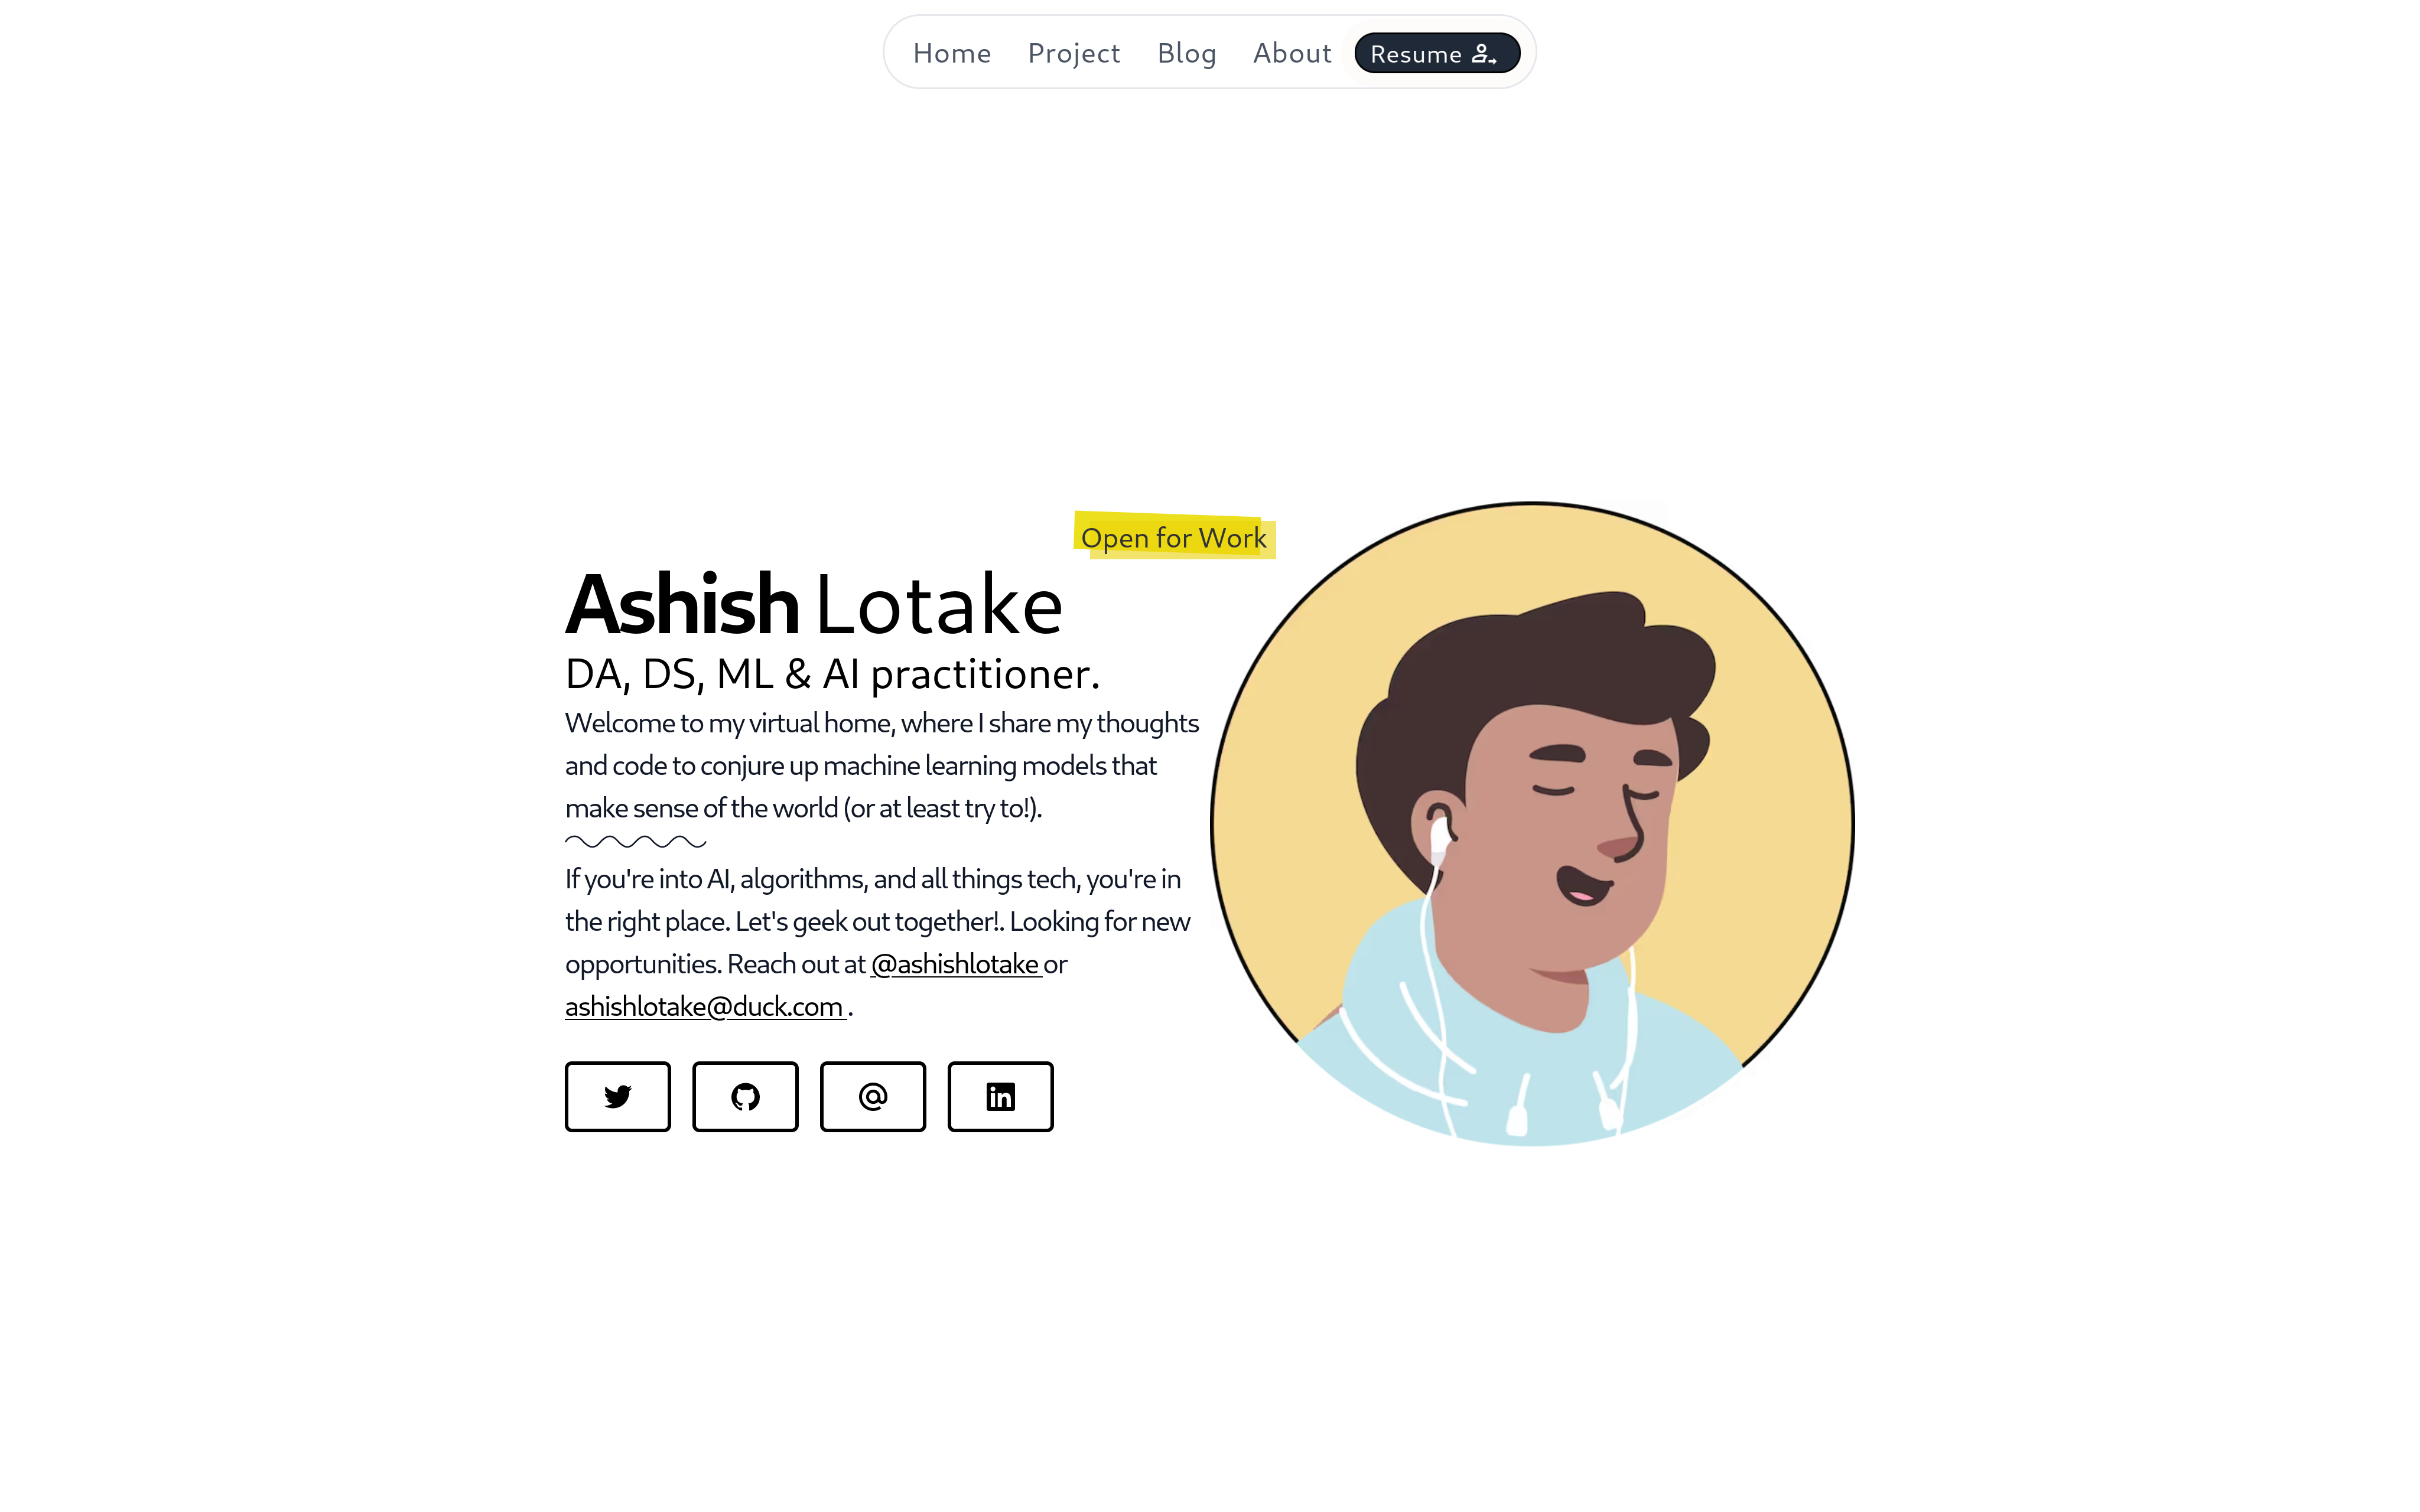 Home Project Blog About Resume
Open for Work
Ashish Lotake
DA, DS, ML & AI practitioner.
Welcome to my virtual home, where I share my thoughts
and code to conjure up machine learning models that
make sense of the world (or at least try to!).
If you're into AI, algorithms, and all things tech, you're in
the right place. Let's geek out together!. Looking for new
opportunities. Reach out at @ashishlotake or
ashishlotake@duck.com .